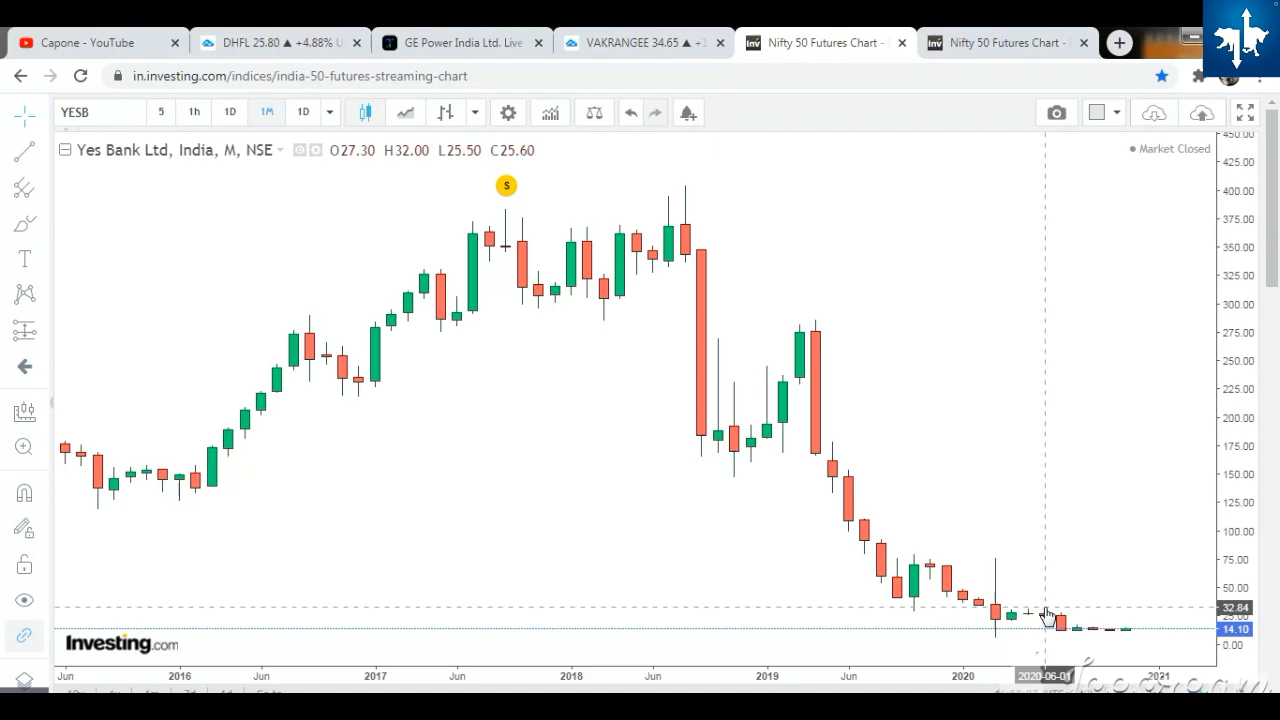 Capone - YouTube
DHFL 25.80 ▲ +4.88% U
GE Power India Ltd. Live
VAKRANGEE 34.65 ▲ +1
Inv Nifty 50 Futures Chart -
Inv Nifty 50 Futures Chart -
in.investing.com/indices/india-50-futures-streaming-chart
YESB 5 1h 1D 1M 1D
Yes Bank Ltd, India, M, NSE O27.30 H32.00 L25.50 C25.60
Market Closed
S
T
450.00
425.00
400.00
375.00
350.00
325.00
300.00
275.00
250.00
225.00
200.00
175.00
150.00
125.00
100.00
75.00
50.00
32.84
25.00
14.10
0.00
Investing.com
Jun 2016 Jun 2017 Jun 2018 Jun 2019 Jun 2020 2020-06-01 2021